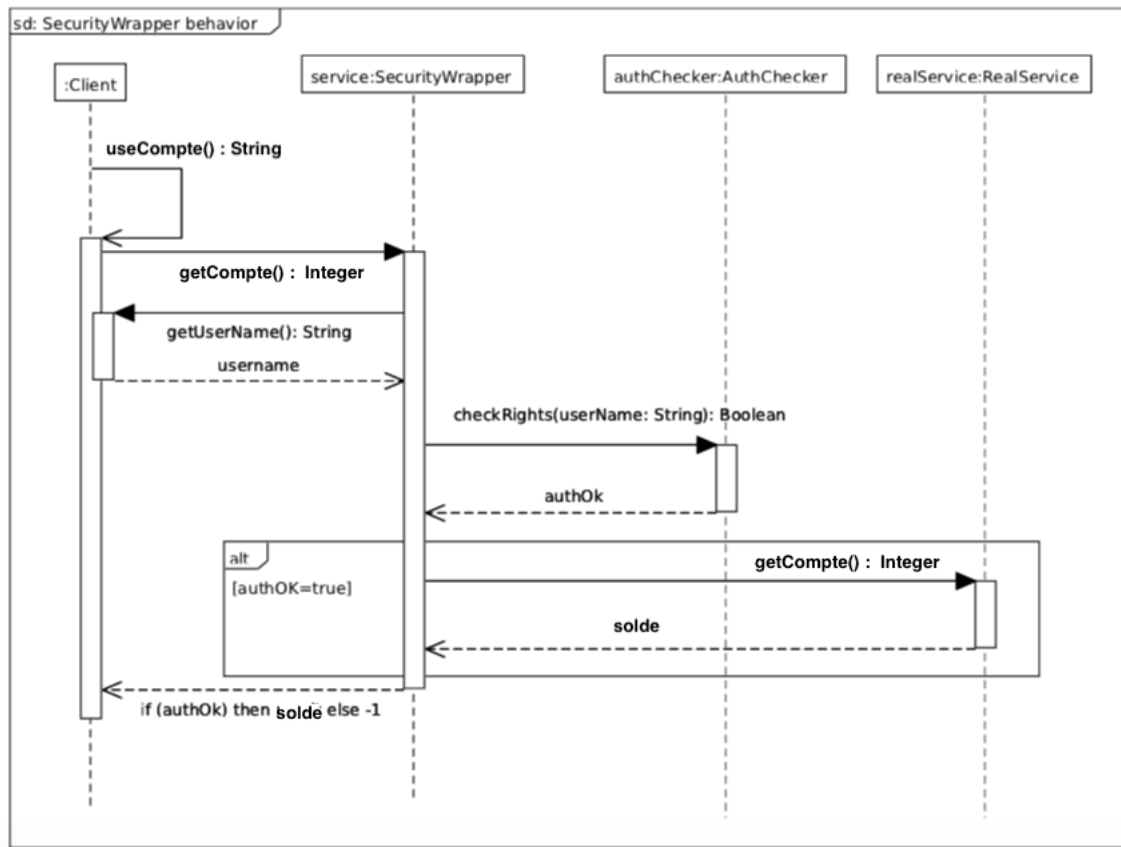 sd: SecurityWrapper behavior
:Client
service:SecurityWrapper
authChecker:AuthChecker
realService:RealService
useCompte() : String
getCompte() : Integer
getUserName(): String
username
checkRights(userName: String): Boolean
authOk
alt
getCompte() : Integer
[authOK=true]
solde
if (authOk) then solde else -1